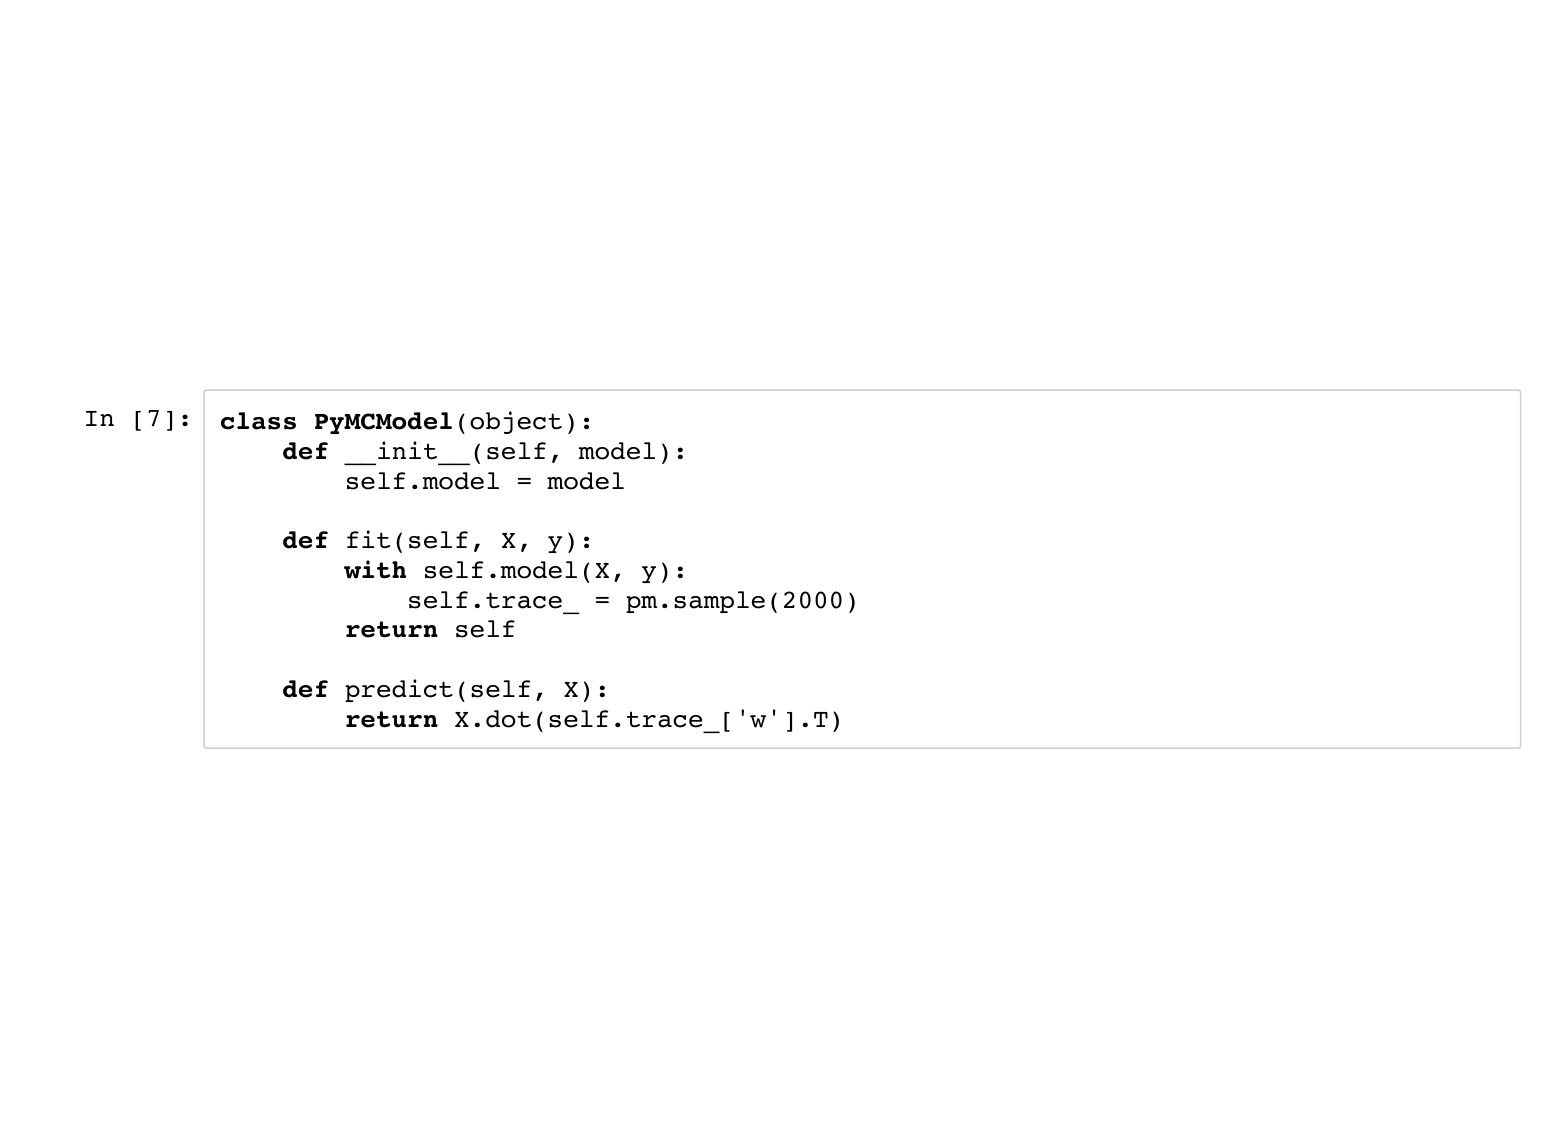 In [7]:
class PyMCModel(object):
    def __init__(self, model):
        self.model = model

    def fit(self, X, y):
        with self.model(X, y):
            self.trace_ = pm.sample(2000)
        return self

    def predict(self, X):
        return X.dot(self.trace_['w'].T)